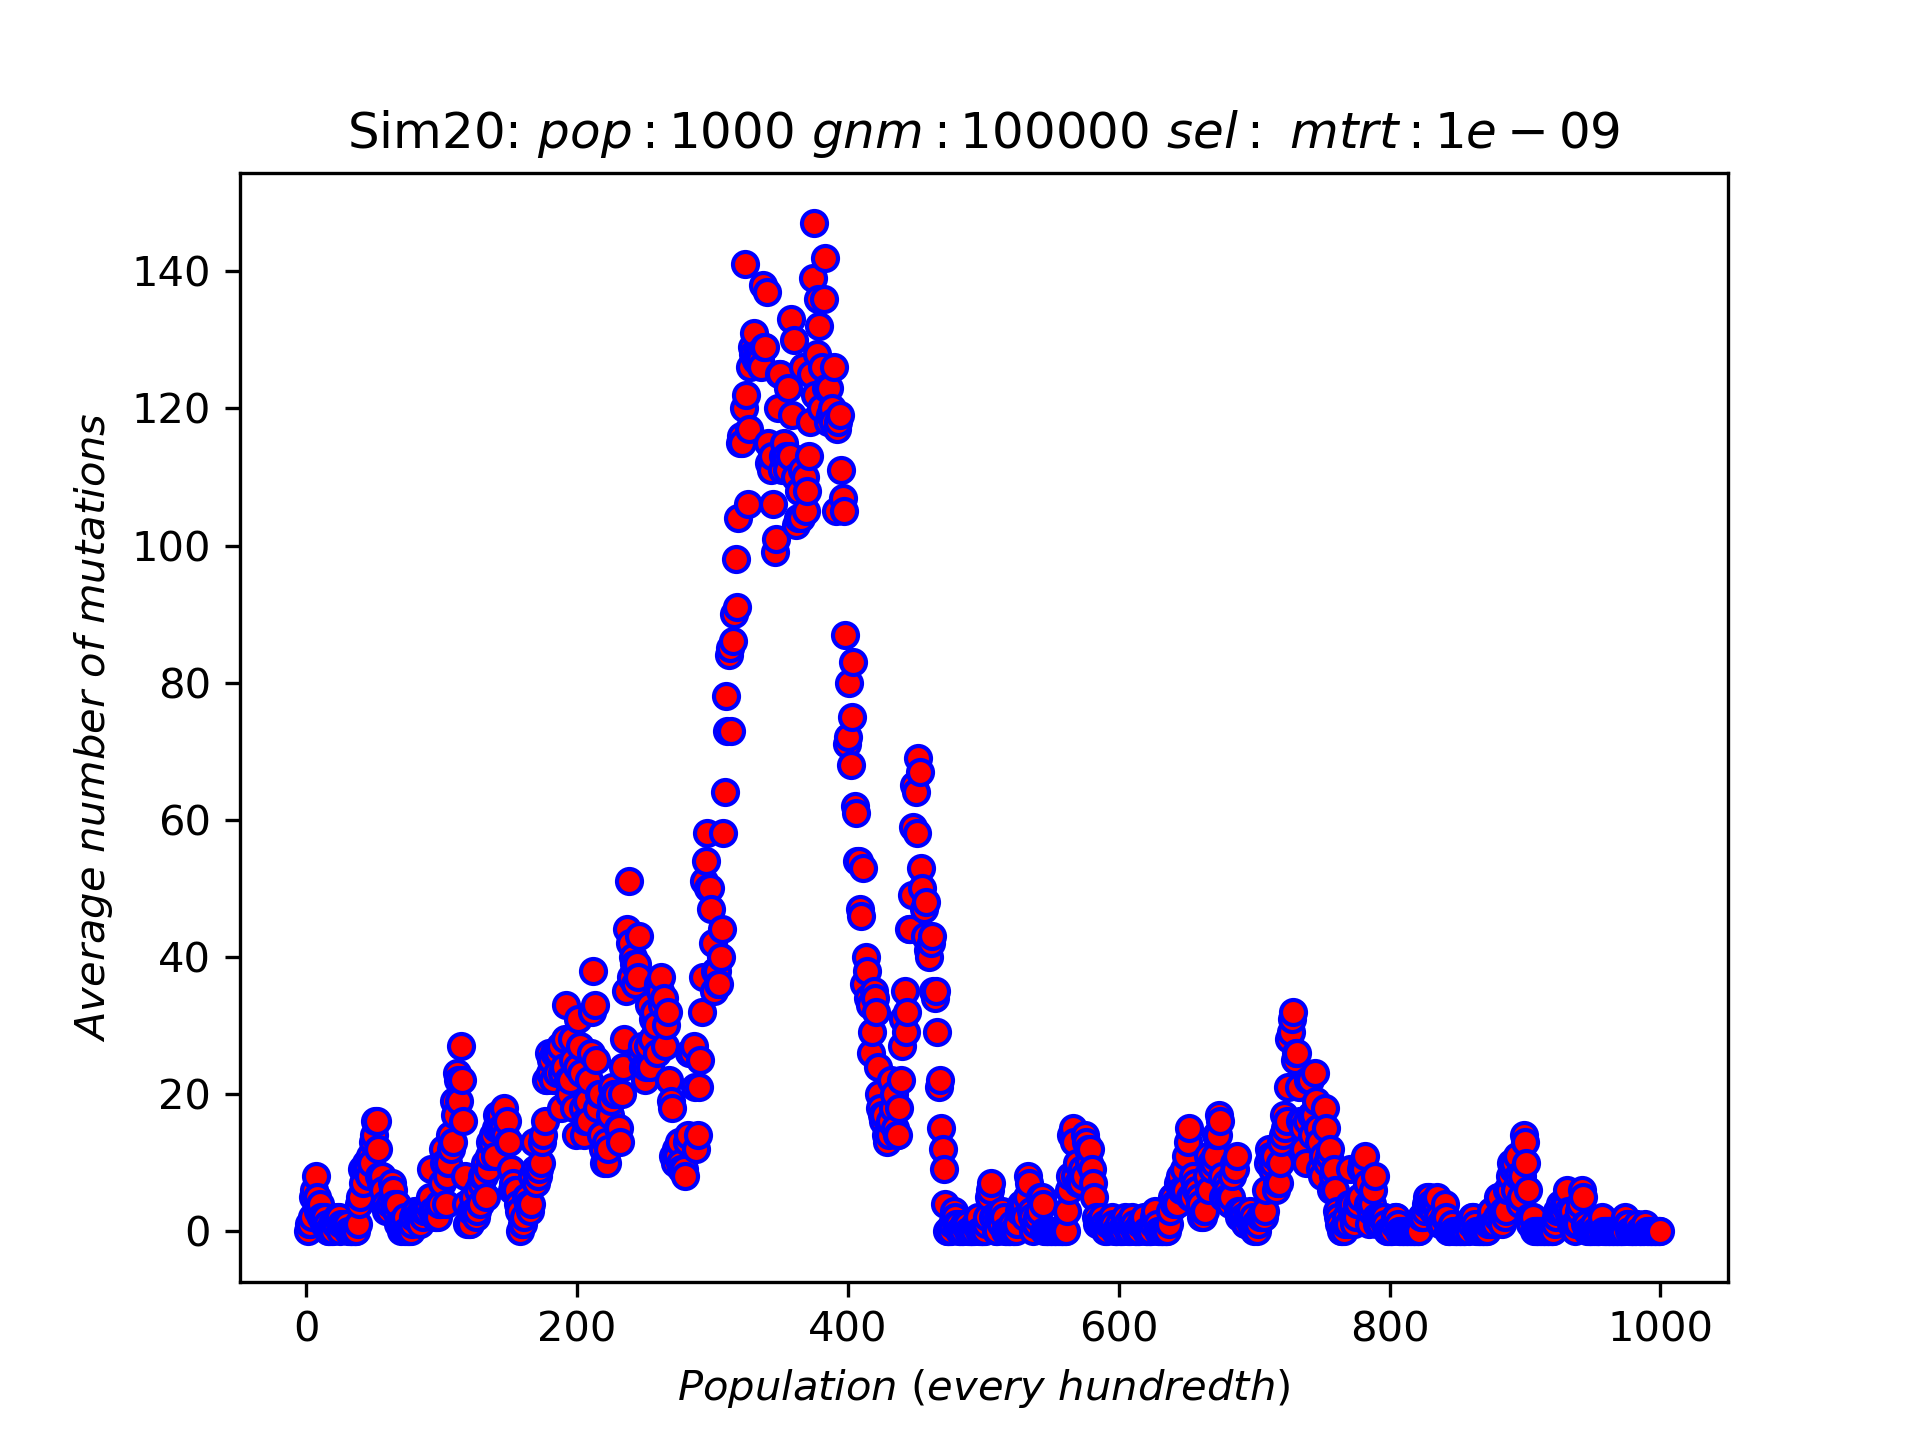 Sim20: pop : 1000 gnm : 100000 sel : mtrt : 1e − 09
140
120
100
80
60
40
20
0
Average number of mutations
0 200 400 600 800 1000
Population (every hundredth)